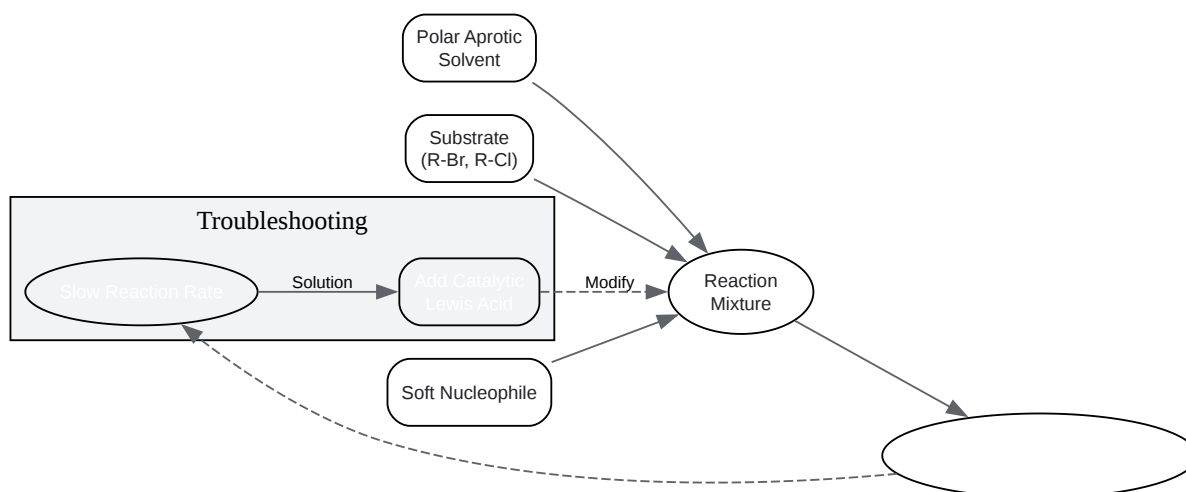 Polar Aprotic
Solvent
Substrate
(R-Br, R-Cl)
Troubleshooting
Slow Reaction Rate
Solution
Add Catalytic
Lewis Acid
Modify
Reaction
Mixture
Soft Nucleophile